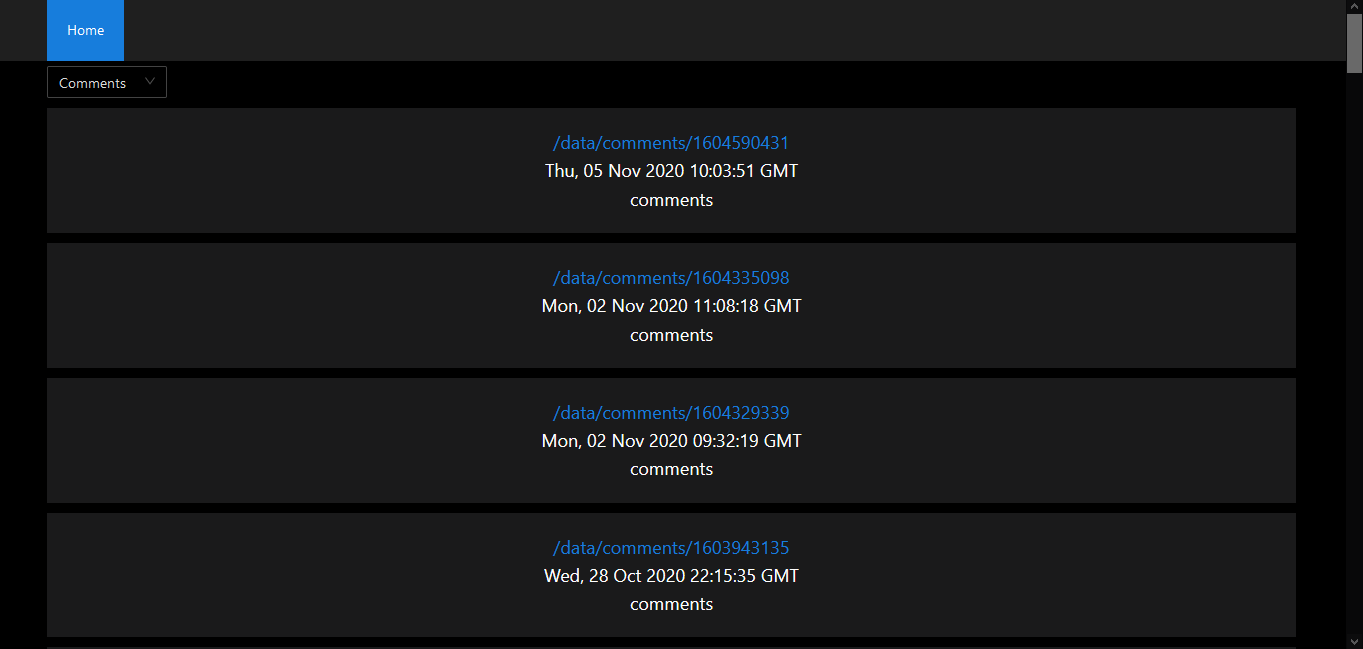 Home
Comments
/data/comments/1604590431
Thu, 05 Nov 2020 10:03:51 GMT
comments
/data/comments/1604335098
Mon, 02 Nov 2020 11:08:18 GMT
comments
/data/comments/1604329339
Mon, 02 Nov 2020 09:32:19 GMT
comments
/data/comments/1603943135
Wed, 28 Oct 2020 22:15:35 GMT
comments